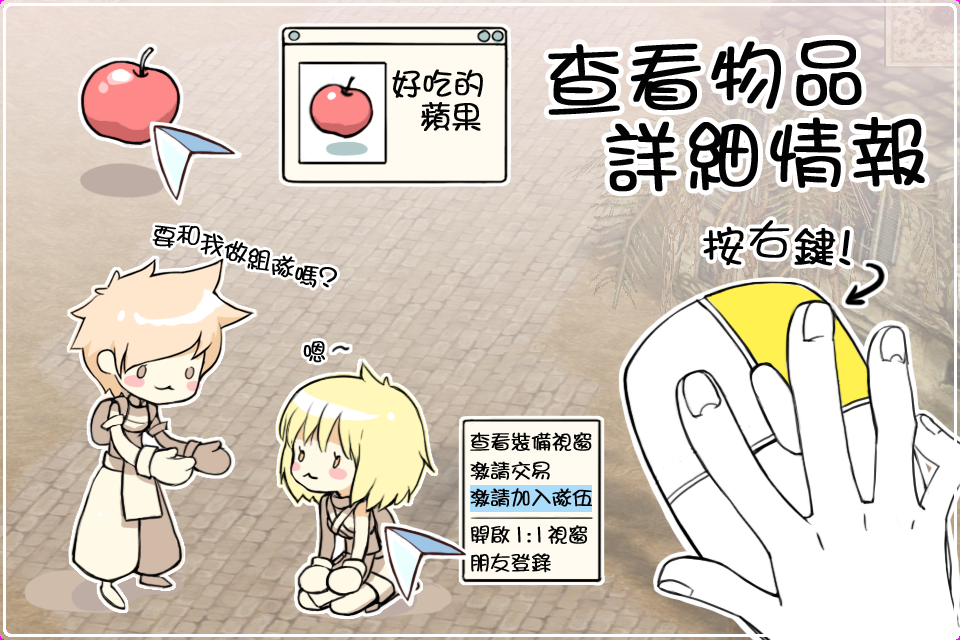 好吃的
蘋果
查看物品
詳細情報
按右鍵!
要和我做組隊嗎?
嗯~
查看裝備視窗
邀請交易
邀請加入隊伍
開啟1:1視窗
朋友登錄